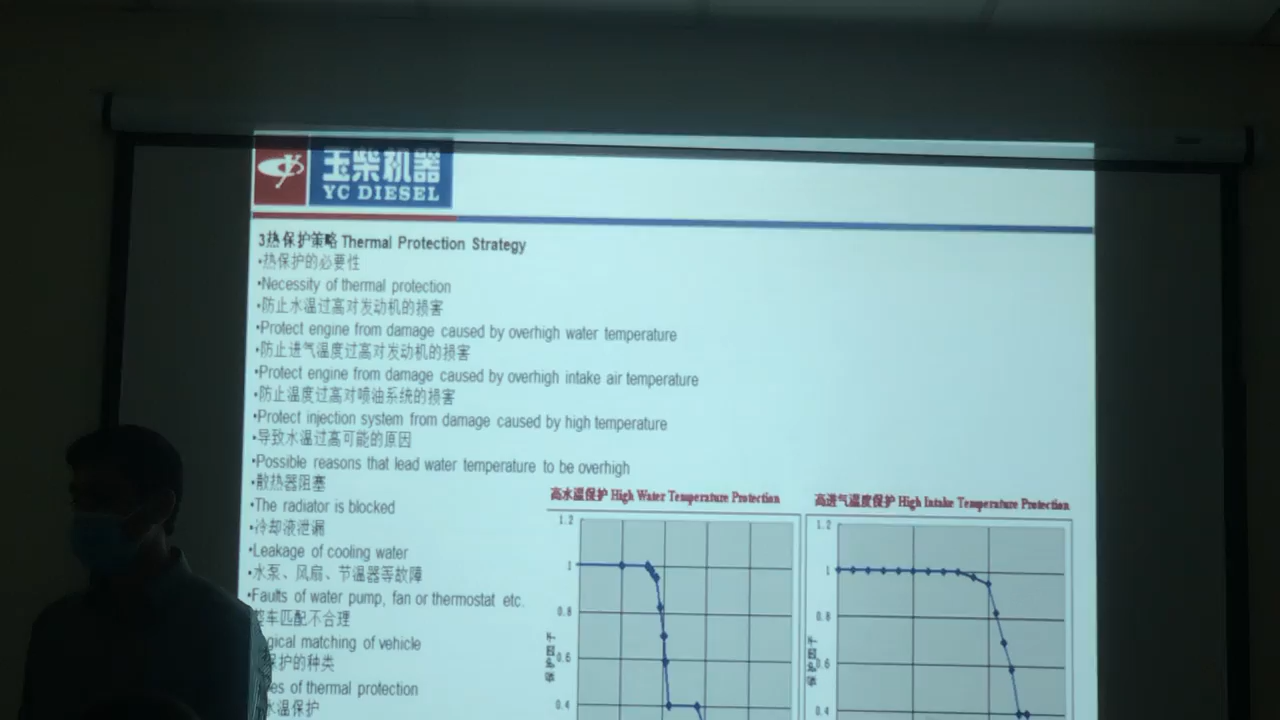 玉柴机器
YC DIESEL
3热保护策略 Thermal Protection Strategy
•热保护的必要性
•Necessity of thermal protection
•防止水温过高对发动机的损害
•Protect engine from damage caused by overhigh water temperature
•防止进气温度过高对发动机的损害
•Protect engine from damage caused by overhigh intake air temperature
•防止温度过高对喷油系统的损害
•Protect injection system from damage caused by high temperature
•导致水温过高可能的原因
•Possible reasons that lead water temperature to be overhigh
•散热器阻塞
•The radiator is blocked
•冷却液泄漏
•Leakage of cooling water
•水泵、风扇、节温器等故障
•Faults of water pump, fan or thermostat etc.
车匹配不合理
gical matching of vehicle
保护的种类
es of thermal protection
水温保护
高水温保护 High Water Temperature Protection
1.2
1
0.8
0.6
0.4
保护因子
高进气温度保护 High Intake Temperature Protection
1.2
1
0.8
0.6
0.4
保护因子